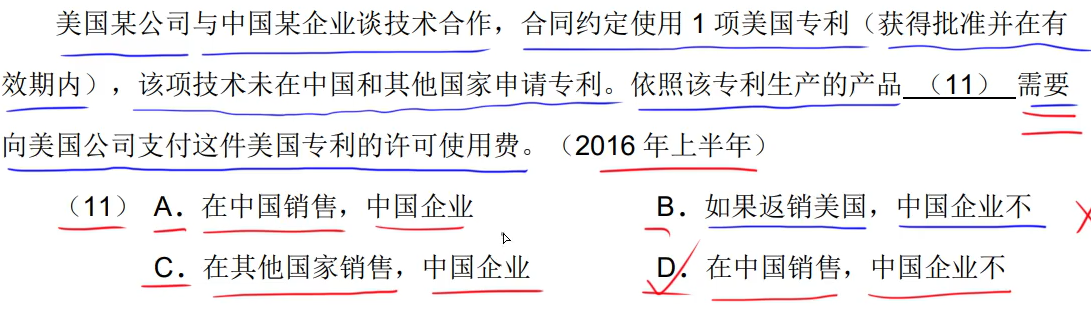 美国某公司与中国某企业谈技术合作，合同约定使用 1 项美国专利（获得批准并在有
效期内），该项技术未在中国和其他国家申请专利。依照该专利生产的产品 （11） 需要
向美国公司支付这件美国专利的许可使用费。（2016 年上半年）
（11） A．在中国销售，中国企业 B．如果返销美国，中国企业不
C．在其他国家销售，中国企业 D．在中国销售，中国企业不